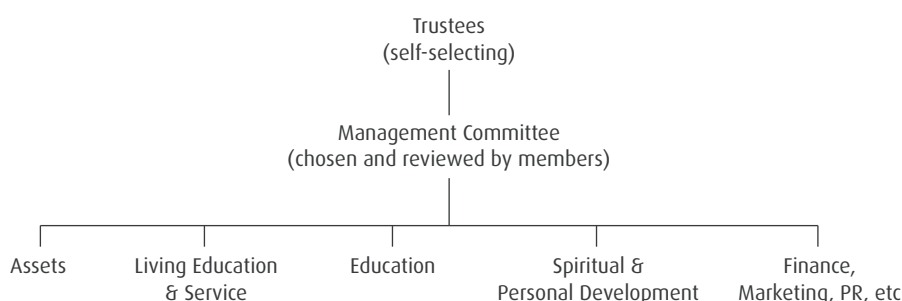 Trustees
(self-selecting)
Management Committee
(chosen and reviewed by members)
Assets
Living Education
& Service
Education
Spiritual &
Personal Development
Finance,
Marketing, PR, etc